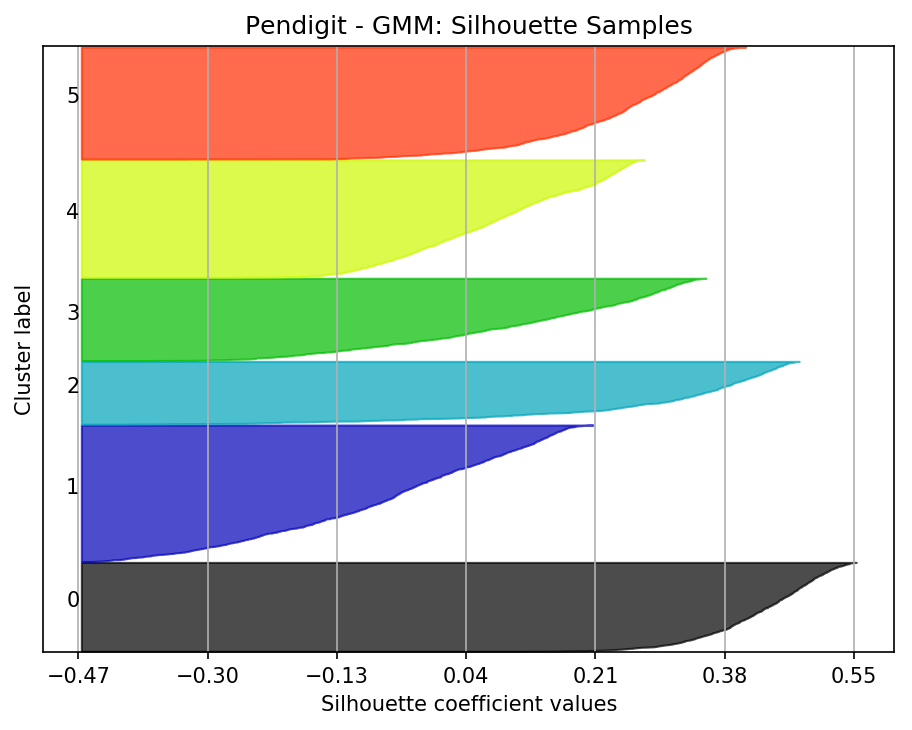 Pendigit - GMM: Silhouette Samples
Cluster label
5
4
3
2
1
0
−0.47 −0.30 −0.13 0.04 0.21 0.38 0.55
Silhouette coefficient values